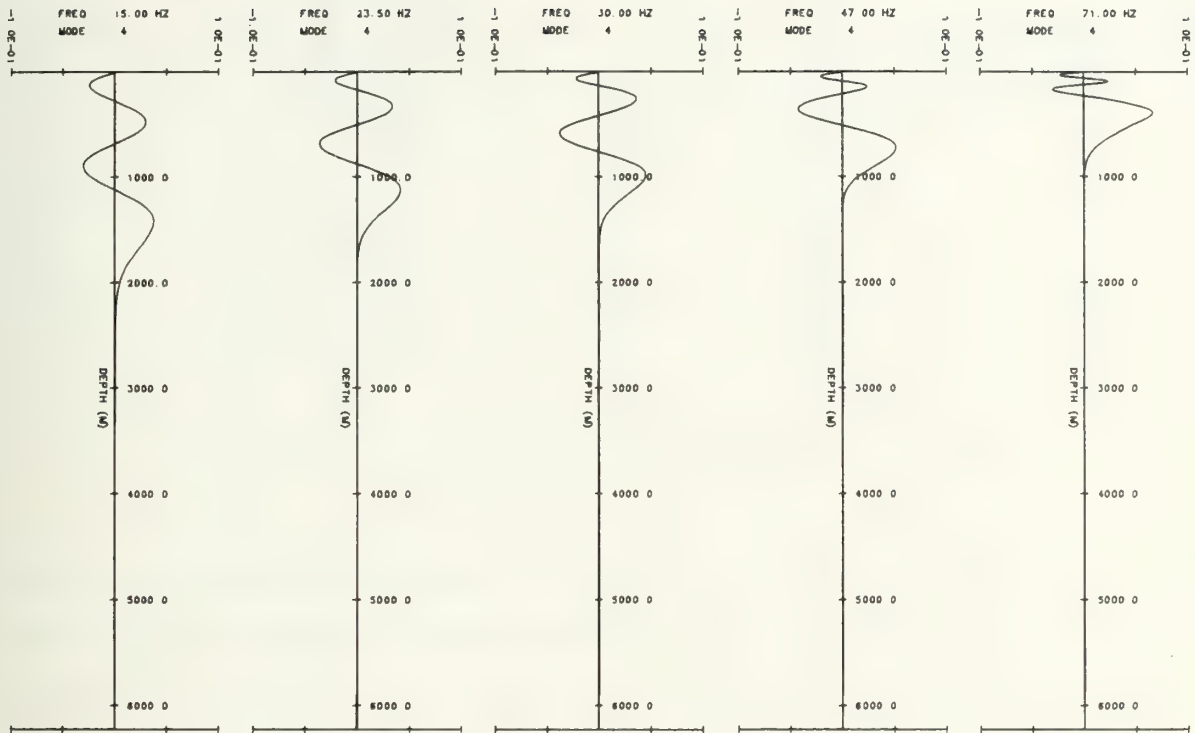 FREQ 15.00 HZ
MODE 4
1000.0
2000.0
3000 0
4000 0
5000 0
6000 0
DEPTH (M)
FREQ 23.50 HZ
MODE 4
1000.0
2000 0
3000 0
4000 0
5000 0
6000 0
DEPTH (M)
FREQ 30.00 HZ
MODE 4
1000.0
2000 0
3000 0
4000 0
5000 0
6000 0
DEPTH (M)
FREQ 47 00 HZ
MODE 4
1000 0
2000 0
3000 0
4000 0
5000 0
6000 0
DEPTH (M)
FREQ 71.00 HZ
MODE 4
1000 0
2000 0
3000 0
4000 0
5000 0
6000 0
DEPTH (M)